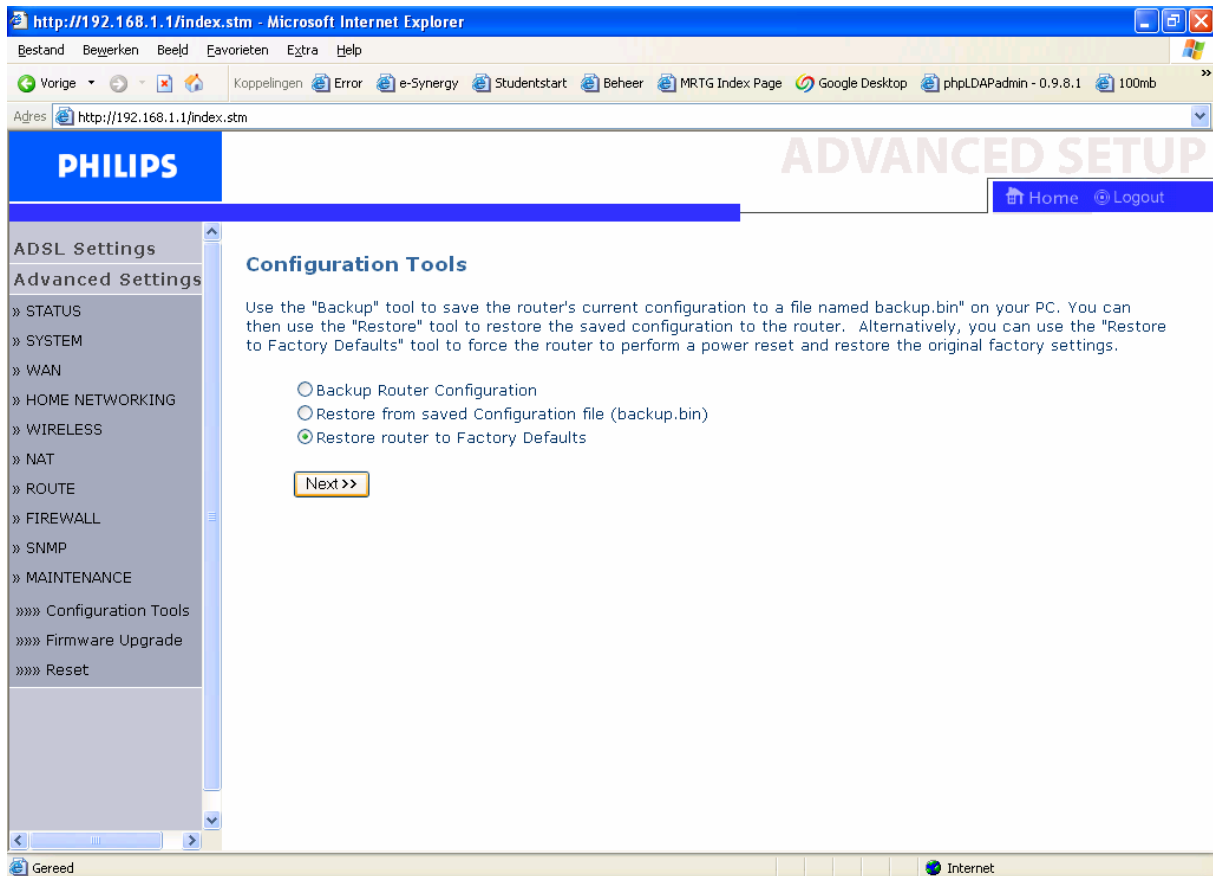 http://192.168.1.1/index.stm - Microsoft Internet Explorer
Bestand Bewerken Beeld Favorieten Extra Help
Vorige Koppelingen Error e-Synergy Studentstart Beheer MRTG Index Page Google Desktop phpLDAPadmin - 0.9.8.1 100mb »
Adres http://192.168.1.1/index.stm
PHILIPS
ADVANCED SETUP
Home Logout
ADSL Settings
Advanced Settings
» STATUS
» SYSTEM
» WAN
» HOME NETWORKING
» WIRELESS
» NAT
» ROUTE
» FIREWALL
» SNMP
» MAINTENANCE
»»» Configuration Tools
»»» Firmware Upgrade
»»» Reset
Configuration Tools
Use the "Backup" tool to save the router's current configuration to a file named backup.bin" on your PC. You can
then use the "Restore" tool to restore the saved configuration to the router. Alternatively, you can use the "Restore
to Factory Defaults" tool to force the router to perform a power reset and restore the original factory settings.
Backup Router Configuration
Restore from saved Configuration file (backup.bin)
Restore router to Factory Defaults
Next >>
Gereed Internet